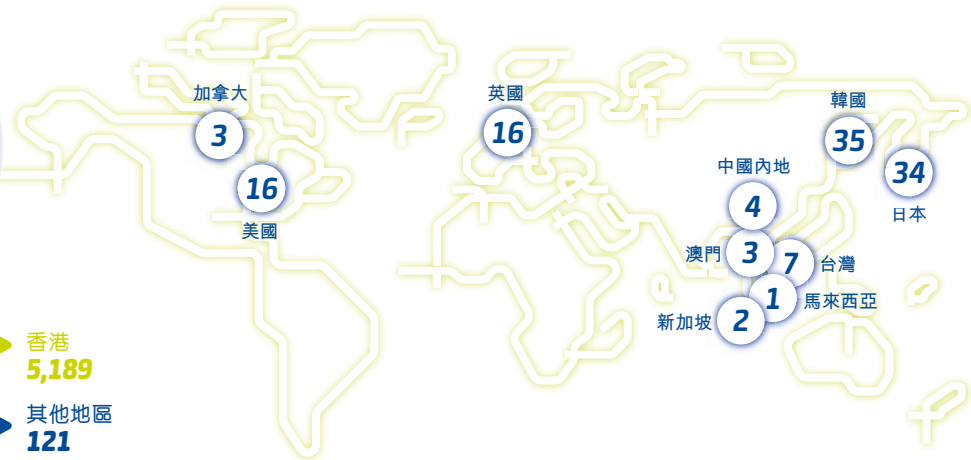 加拿大
3
16
美國
英國
16
韓國
35
34
日本
中國內地
4
澳門
3
7
台灣
1
馬來西亞
新加坡
2
香港
5,189
其他地區
121